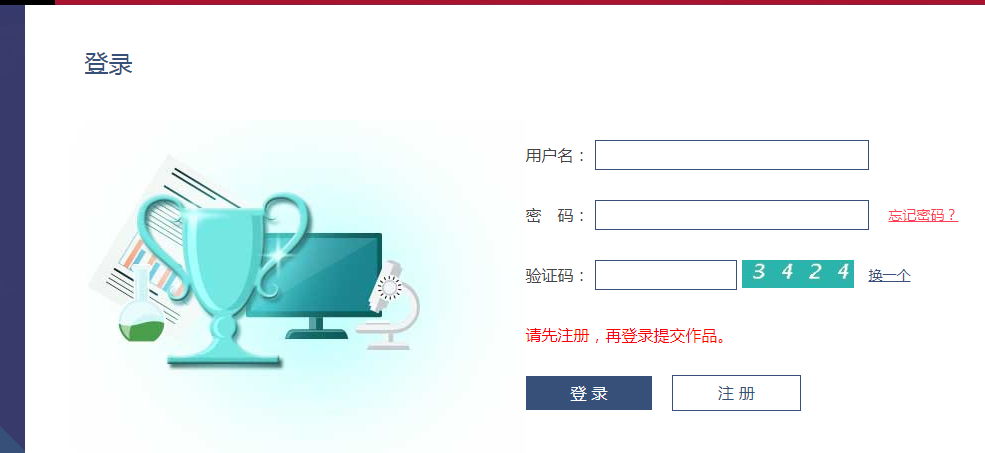 登录
用户名：
密 码： 忘记密码？
验证码： 3 4 2 4 换一个
请先注册，再登录提交作品。
登 录 注 册